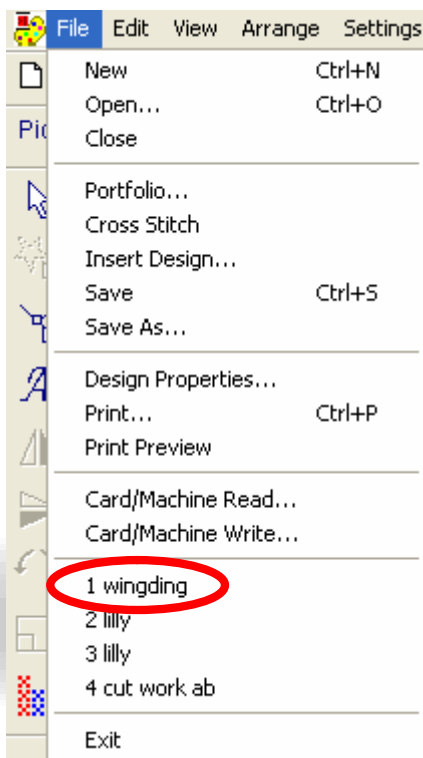 File Edit View Arrange Settings
New Ctrl+N
Open... Ctrl+O
Close
Portfolio...
Cross Stitch
Insert Design...
Save Ctrl+S
Save As...
Design Properties...
Print... Ctrl+P
Print Preview
Card/Machine Read...
Card/Machine Write...
1 wingding
2 lilly
3 lilly
4 cut work ab
Exit